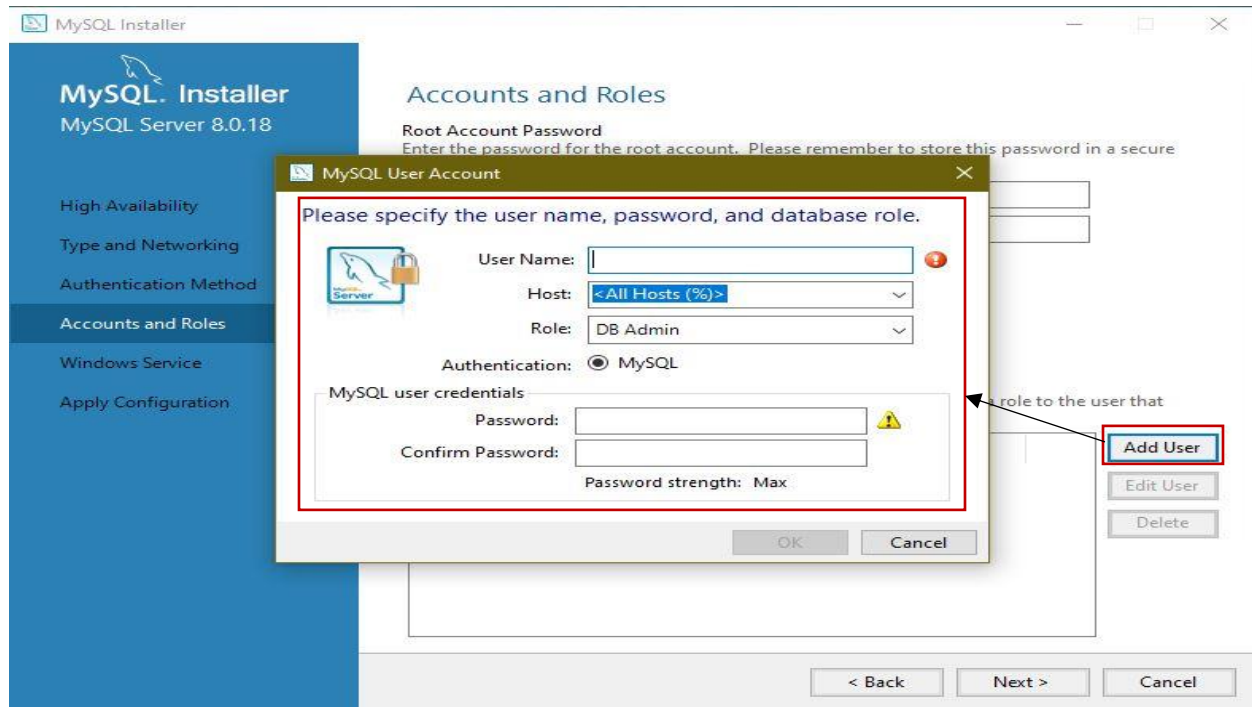 MySQL Installer
MySQL. Installer
MySQL Server 8.0.18
High Availability
Type and Networking
Authentication Method
Accounts and Roles
Windows Service
Apply Configuration
Accounts and Roles
Root Account Password
Enter the password for the root account. Please remember to store this password in a secure
MySQL User Account
Please specify the user name, password, and database role.
Server
User Name:
Host: <All Hosts (%)>
Role: DB Admin
Authentication: MySQL
MySQL user credentials
Password:
Confirm Password:
Password strength: Max
OK Cancel
role to the user that
Add User
Edit User
Delete
< Back Next > Cancel